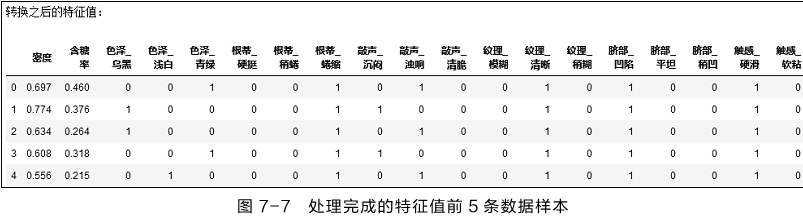 转换之后的特征值：
密度 含糖率 色泽_乌黑 色泽_浅白 色泽_青绿 根蒂_硬挺 根蒂_稍蜷 根蒂_蜷缩 敲声_沉闷 敲声_浊响 敲声_清脆 纹理_模糊 纹理_清晰 纹理_稍糊 脐部_凹陷 脐部_平坦 脐部_稍凹 触感_硬滑 触感_软粘
0 0.697 0.460 0 0 1 0 0 1 0 1 0 0 1 0 1 0 0 1 0
1 0.774 0.376 1 0 0 0 0 1 1 0 0 0 1 0 1 0 0 1 0
2 0.634 0.264 1 0 0 0 0 1 0 1 0 0 1 0 1 0 0 1 0
3 0.608 0.318 0 0 1 0 0 1 1 0 0 0 1 0 1 0 0 1 0
4 0.556 0.215 0 1 0 0 0 1 0 1 0 0 1 0 1 0 0 1 0
图 7-7 处理完成的特征值前 5 条数据样本